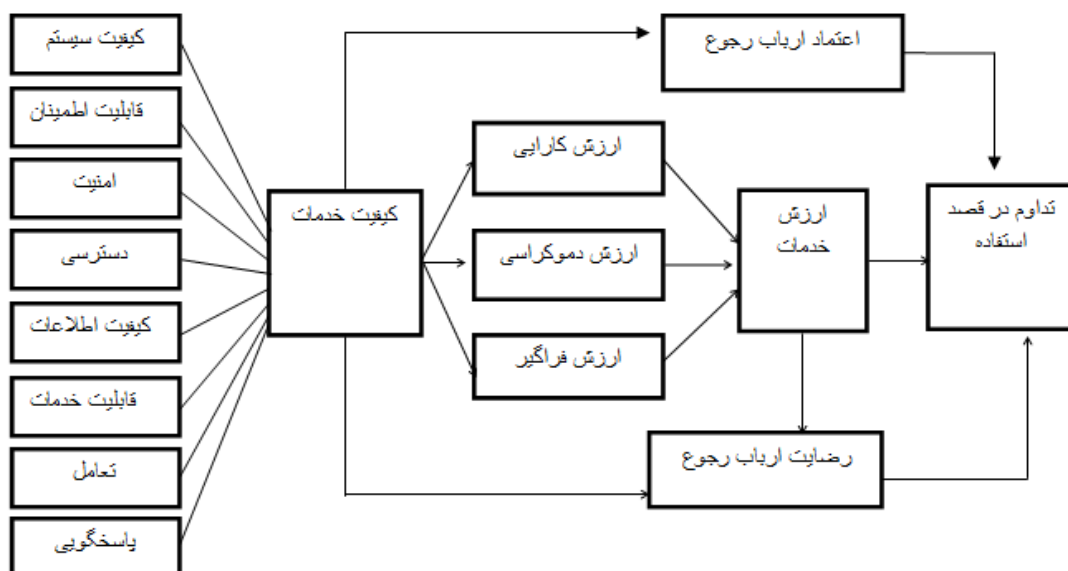 کیفیت سیستم
قابلیت اطمینان
امنیت
دسترسی
کیفیت اطلاعات
قابلیت خدمات
تعامل
پاسخگویی
کیفیت خدمات
اعتماد ارباب رجوع
ارزش کارایی
ارزش دموکراسی
ارزش فراگیر
ارزش
خدمات
رضایت ارباب رجوع
تداوم در قصد
استفاده